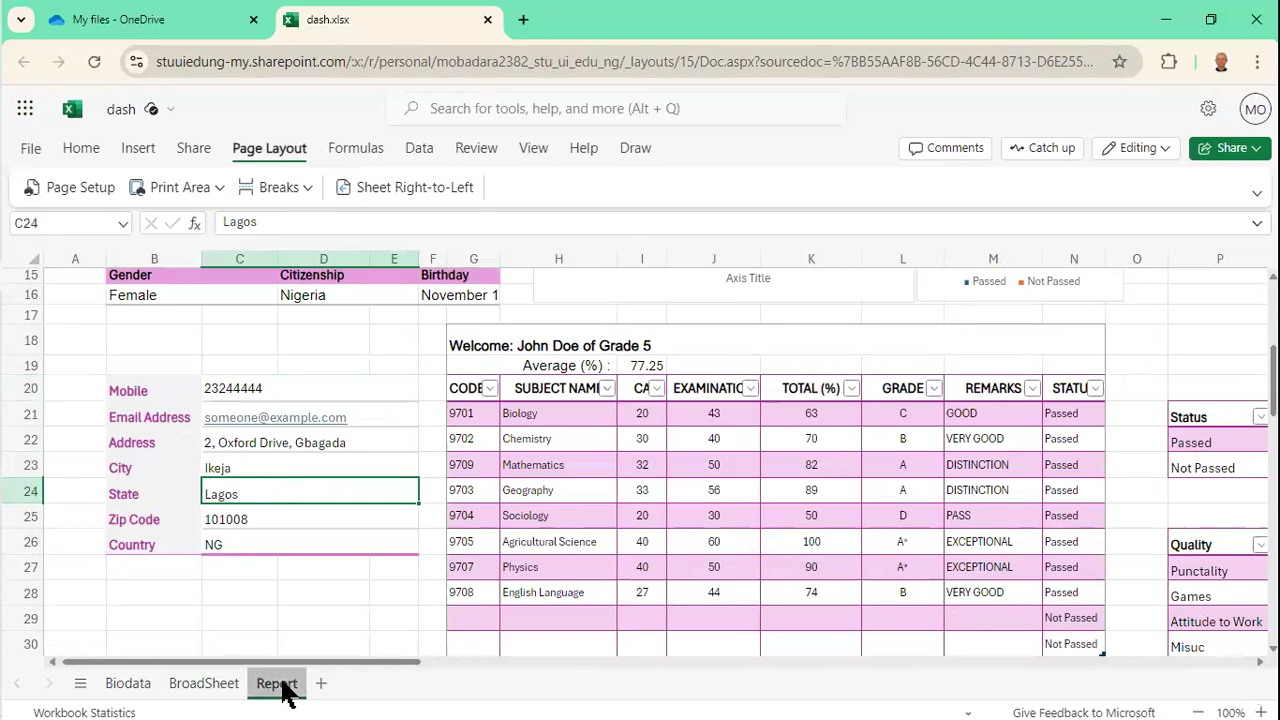 My files - OneDrive
dash.xlsx
stuuiedung-my.sharepoint.com/:x:/r/personal/mobisdara2382_stu_ui_edu_ng/_layouts/15/Doc.aspx?sourcedoc=%7BB55AAF8B-56CD-4C44-8713-D6E255...
dash
Search for tools, help, and more (Alt + Q)
MO
File Home Insert Share Page Layout Formulas Data Review View Help Draw
Comments Catch up Editing Share
Page Setup Print Area Breaks Sheet Right-to-Left
C24 fx Lagos
A B C D E F G H I J K L M N O P
15 Gender Citizenship Birthday Axis Title Passed Not Passed
16 Female Nigeria November 1
17
18 Welcome: John Doe of Grade 5
19 Average (%) : 77.25
20 Mobile 23244444 CODE SUBJECT NAM CA EXAMINATIO TOTAL (%) GRADE REMARKS STATU
21 Email Address someone@example.com 9701 Biology 20 43 63 C GOOD Passed Status
22 Address 2, Oxford Drive, Gbagada 9702 Chemistry 30 40 70 B VERY GOOD Passed Passed
23 City Ikeja 9709 Mathematics 32 50 82 A DISTINCTION Passed Not Passed
24 State Lagos 9703 Geography 33 56 89 A DISTINCTION Passed
25 Zip Code 101008 9704 Sociology 20 30 50 D PASS Passed
26 Country NG 9705 Agricultural Science 40 60 100 A* EXCEPTIONAL Passed Quality
27 9707 Physics 40 50 90 A* EXCEPTIONAL Passed Punctality
28 9708 English Language 27 44 74 B VERY GOOD Passed Games
29 Not Passed Attitude to Work
30 Not Passed Misuc
Biodata BroadSheet Report
Workbook Statistics Give Feedback to Microsoft 100%